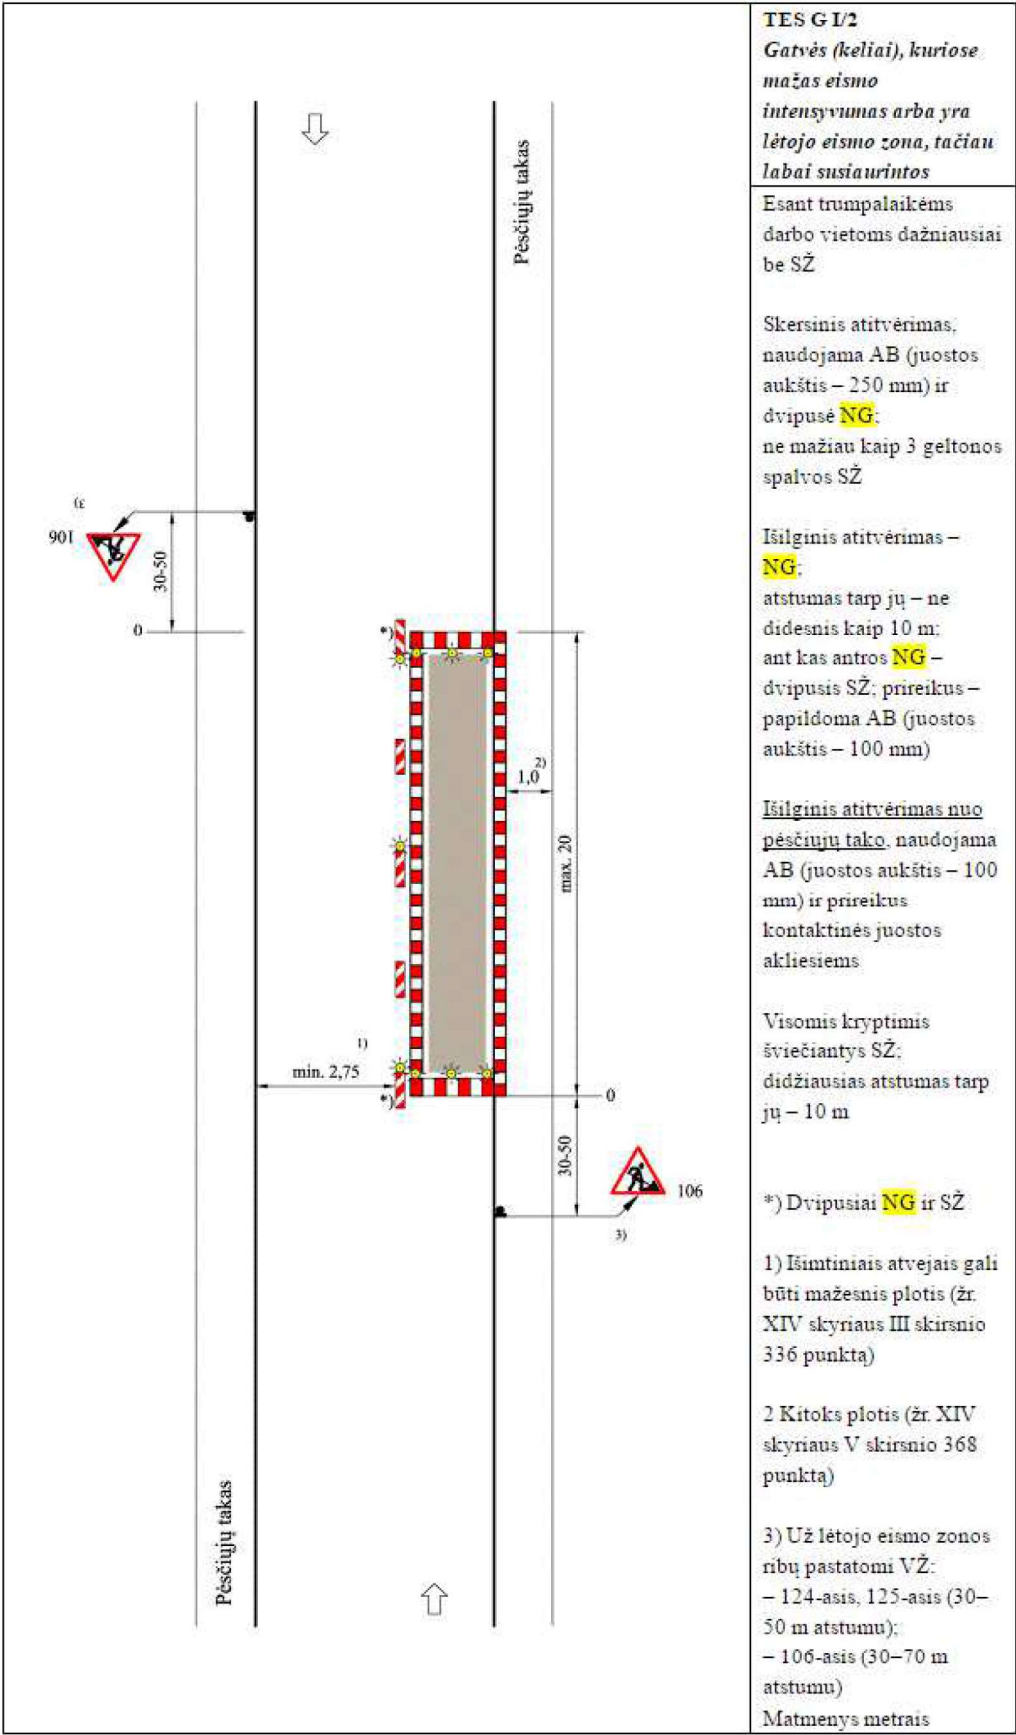 TES G I/2
Gatvės (keliai), kuriose
mažas eismo
intensyvumas arba yra
lėtojo eismo zona, tačiau
labai susiaurintos
Esant trumpalaikėms
darbo vietoms dažniausiai
be SŽ
Skersinis atitvėrimas,
naudojama AB (juostos
aukštis – 250 mm) ir
dvipusė NG;
ne mažiau kaip 3 geltonos
spalvos SŽ
Išilginis atitvėrimas –
NG;
atstumas tarp jų – ne
didesnis kaip 10 m;
ant kas antros NG –
dvipusis SŽ; prireikus –
papildoma AB (juostos
aukštis – 100 mm)
Išilginis atitvėrimas nuo
pėsčiųjų tako, naudojama
AB (juostos aukštis – 100
mm) ir prireikus
kontaktinės juostos
akliesiems
Visomis kryptimis
šviečiantys SŽ;
didžiausias atstumas tarp
jų – 10 m
*) Dvipusiai NG ir SŽ
1) Išimtiniais atvejais gali
būti mažesnis plotis (žr.
XIV skyriaus III skirsnio
336 punktą)
2 Kitoks plotis (žr. XIV
skyriaus V skirsnio 368
punktą)
3) Už lėtojo eismo zonos
ribų pastatomi VŽ:
– 124-asis, 125-asis (30–
50 m atstumu);
– 106-asis (30–70 m
atstumu)
Matmenys metrais
Pėsčiųjų takas
3)
106
30-50
0
*)
1,0 2)
max. 20
1)
min. 2,75
*)
0
30-50
106
3)
Pėsčiųjų takas